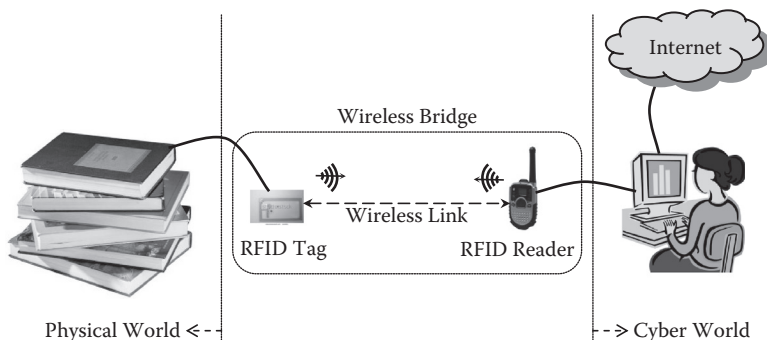 Internet
Wireless Bridge
Wireless Link
RFID Tag
RFID Reader
Physical World
Cyber World